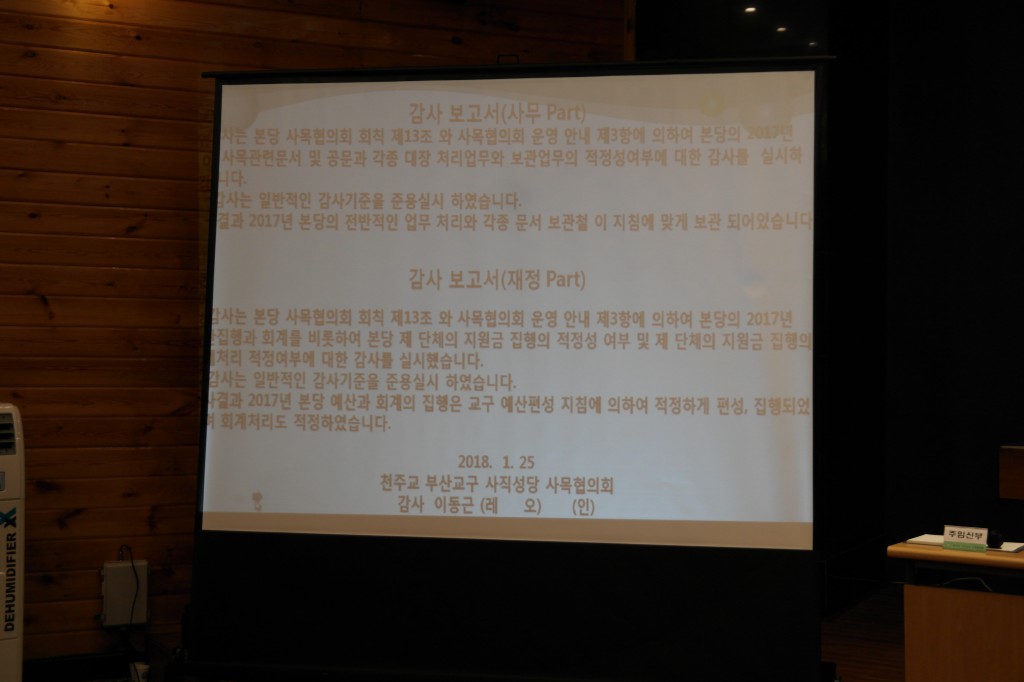 감사 보고서(사무 Part)
사는 본당 사목협의회 회칙 제13조 와 사목협의회 운영 안내 제3항에 의하여 본당의 2017년
사목관련문서 및 공문과 각종 대장 처리업무와 보관업무의 적정성여부에 대한 감사를 실시하
니다.
감사는 일반적인 감사기준을 준용실시 하였습니다.
결과 2017년 본당의 전반적인 업무 처리와 각종 문서 보관철 이 지침에 맞게 보관 되어있습니다
감사 보고서(재정 Part)
감사는 본당 사목협의회 회칙 제13조 와 사목협의회 운영 안내 제3항에 의하여 본당의 2017년
집행과 회계를 비롯하여 본당 제 단체의 지원금 집행의 적정성 여부 및 제 단체의 지원금 집행의
처리 적정여부에 대한 감사를 실시했습니다.
감사는 일반적인 감사기준을 준용실시 하였습니다.
사결과 2017년 본당 예산과 회계의 집행은 교구 예산편성 지침에 의하여 적정하게 편성, 집행되었
며 회계처리도 적정하였습니다.
2018. 1. 25
천주교 부산교구 사직성당 사목협의회
감사 이동근 (레 오) (인)
주임신부
DEHUMIDIFIER X